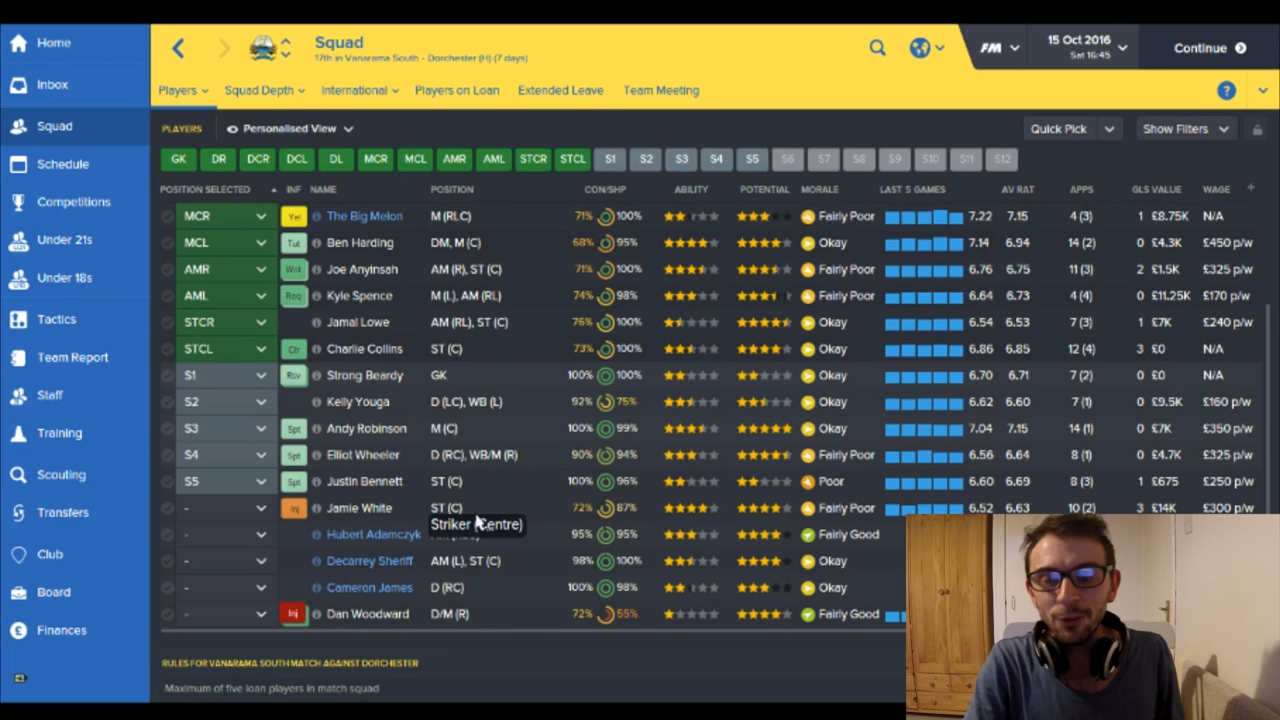 Home
Squad
17th in Vanarama South - Dorchester (H) (7 days)
FM
15 Oct 2016
Sat 16:45
Continue
Inbox
Players
Squad Depth
International
Players on Loan
Extended Leave
Team Meeting
?
Squad
PLAYERS
Personalised View
Quick Pick
Show Filters
GK DR DCR DCL DL MCR MCL AMR AML STCR STCL S1 S2 S3 S4 S5 S6 S7 S8 S9 S10 S11 S12
Schedule
POSITION SELECTED INF NAME POSITION CON/SHP ABILITY POTENTIAL MORALE LAST 5 GAMES AV RAT APPS GLS VALUE WAGE +
Competitions
MCR Yel The Big Melon M (RLC) 71% 100% Fairly Poor 7.22 7.15 4 (3) 1 £8.75K N/A
Under 21s
MCL Tut Ben Harding DM, M (C) 68% 95% Okay 7.14 6.94 14 (2) 0 £4.3K £450 p/w
AMR Wnt Joe Anyinsah AM (R), ST (C) 71% 100% Fairly Poor 6.76 6.75 11 (3) 2 £1.5K £325 p/w
Under 18s
AML Req Kyle Spence M (L), AM (RL) 74% 98% Fairly Poor 6.64 6.73 4 (4) 0 £11.25K £170 p/w
Tactics
STCR Jamal Lowe AM (RL), ST (C) 76% 100% Okay 6.54 6.53 7 (3) 1 £7K £240 p/w
Team Report
STCL Ctr Charlie Collins ST (C) 73% 100% Okay 6.86 6.85 12 (4) 3 £0 N/A
S1 Rsv Strong Beardy GK 100% 100% Okay 6.70 6.71 7 (2) 0 £0 N/A
Staff
S2 Kelly Youga D (LC), WB (L) 92% 75% Okay 6.62 6.60 7 (1) 0 £9.5K £160 p/w
Training
S3 Spt Andy Robinson M (C) 100% 99% Okay 7.04 7.15 14 (1) 0 £7K £350 p/w
S4 Spt Elliot Wheeler D (RC), WB/M (R) 90% 94% Fairly Poor 6.56 6.64 8 (1) 0 £4.7K £325 p/w
Scouting
S5 Spt Justin Bennett ST (C) 100% 96% Poor 6.60 6.69 8 (3) 1 £675 £250 p/w
Transfers
- Inj Jamie White ST (C) 72% 87% Fairly Poor 6.52 6.63 10 (2) 3 £14K £300 p/w
Striker (Centre)
- Hubert Adamczyk 95% 95% Fairly Good
Club
- Decarrey Sheriff AM (L), ST (C) 98% 100% Okay
Board
- Cameron James D (RC) 100% 98% Okay
- Inj Dan Woodward D/M (R) 72% 55% Fairly Good
Finances
RULES FOR VANARAMA SOUTH MATCH AGAINST DORCHESTER
Maximum of five loan players in match squad